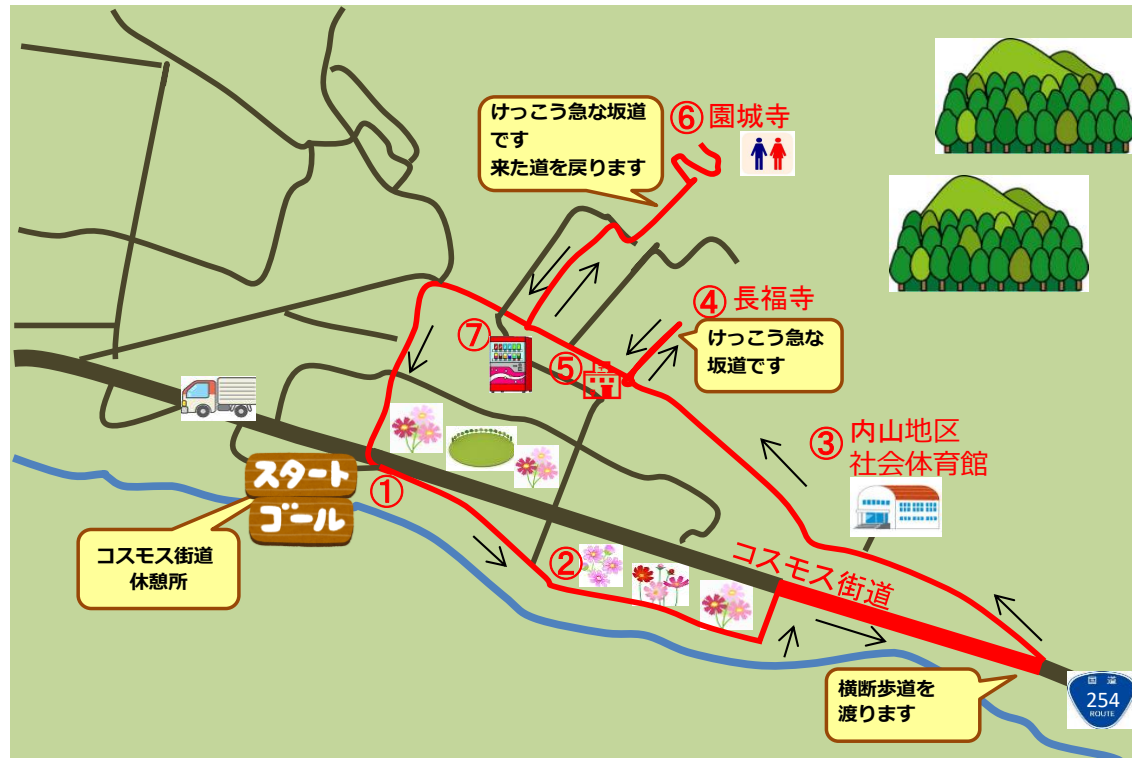 けっこう急な坂道
です
来た道を戻ります
⑥園城寺
④長福寺
けっこう急な
坂道です
⑦
⑤
③内山地区
社会体育館
スタート
ゴール
①
コスモス街道
休憩所
②
コスモス街道
横断歩道を
渡ります
国道
254
ROUTE